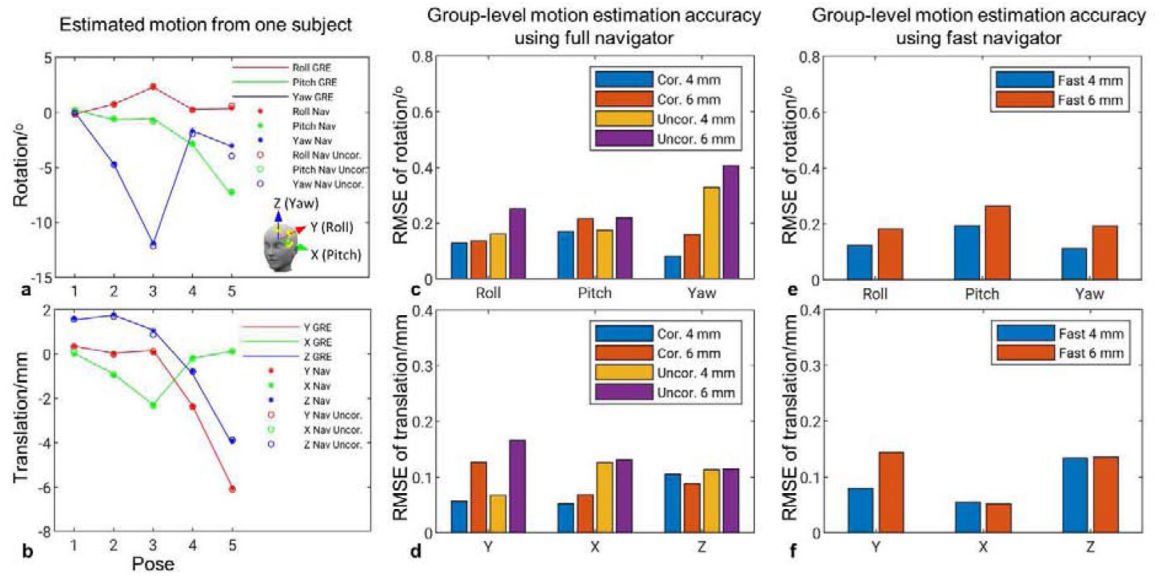 Estimated motion from one subject
Rotation/°
5
0
-5
-10
-15
Roll GRE
Pitch GRE
Yaw GRE
Roll Nav
Pitch Nav
Yaw Nav
Roll Nav Uncor.
Pitch Nav Uncor.
Yaw Nav Uncor.
Z (Yaw)
Y (Roll)
X (Pitch)
a
1 2 3 4 5
Translation/mm
2
0
-2
-4
-6
-8
Y GRE
X GRE
Z GRE
Y Nav
X Nav
Z Nav
Y Nav Uncor.
X Nav Uncor.
Z Nav Uncor.
b
1 2 3 4 5
Pose
Group-level motion estimation accuracy
using full navigator
RMSE of rotation/°
0.8
0.6
0.4
0.2
0
Cor. 4 mm
Cor. 6 mm
Uncor. 4 mm
Uncor. 6 mm
c
Roll Pitch Yaw
RMSE of translation/mm
0.4
0.3
0.2
0.1
0
Cor. 4 mm
Cor. 6 mm
Uncor. 4 mm
Uncor. 6 mm
d
Y X Z
Group-level motion estimation accuracy
using fast navigator
RMSE of rotation/°
0.8
0.6
0.4
0.2
0
Fast 4 mm
Fast 6 mm
e
Roll Pitch Yaw
RMSE of translation/mm
0.4
0.3
0.2
0.1
0
Fast 4 mm
Fast 6 mm
f
Y X Z